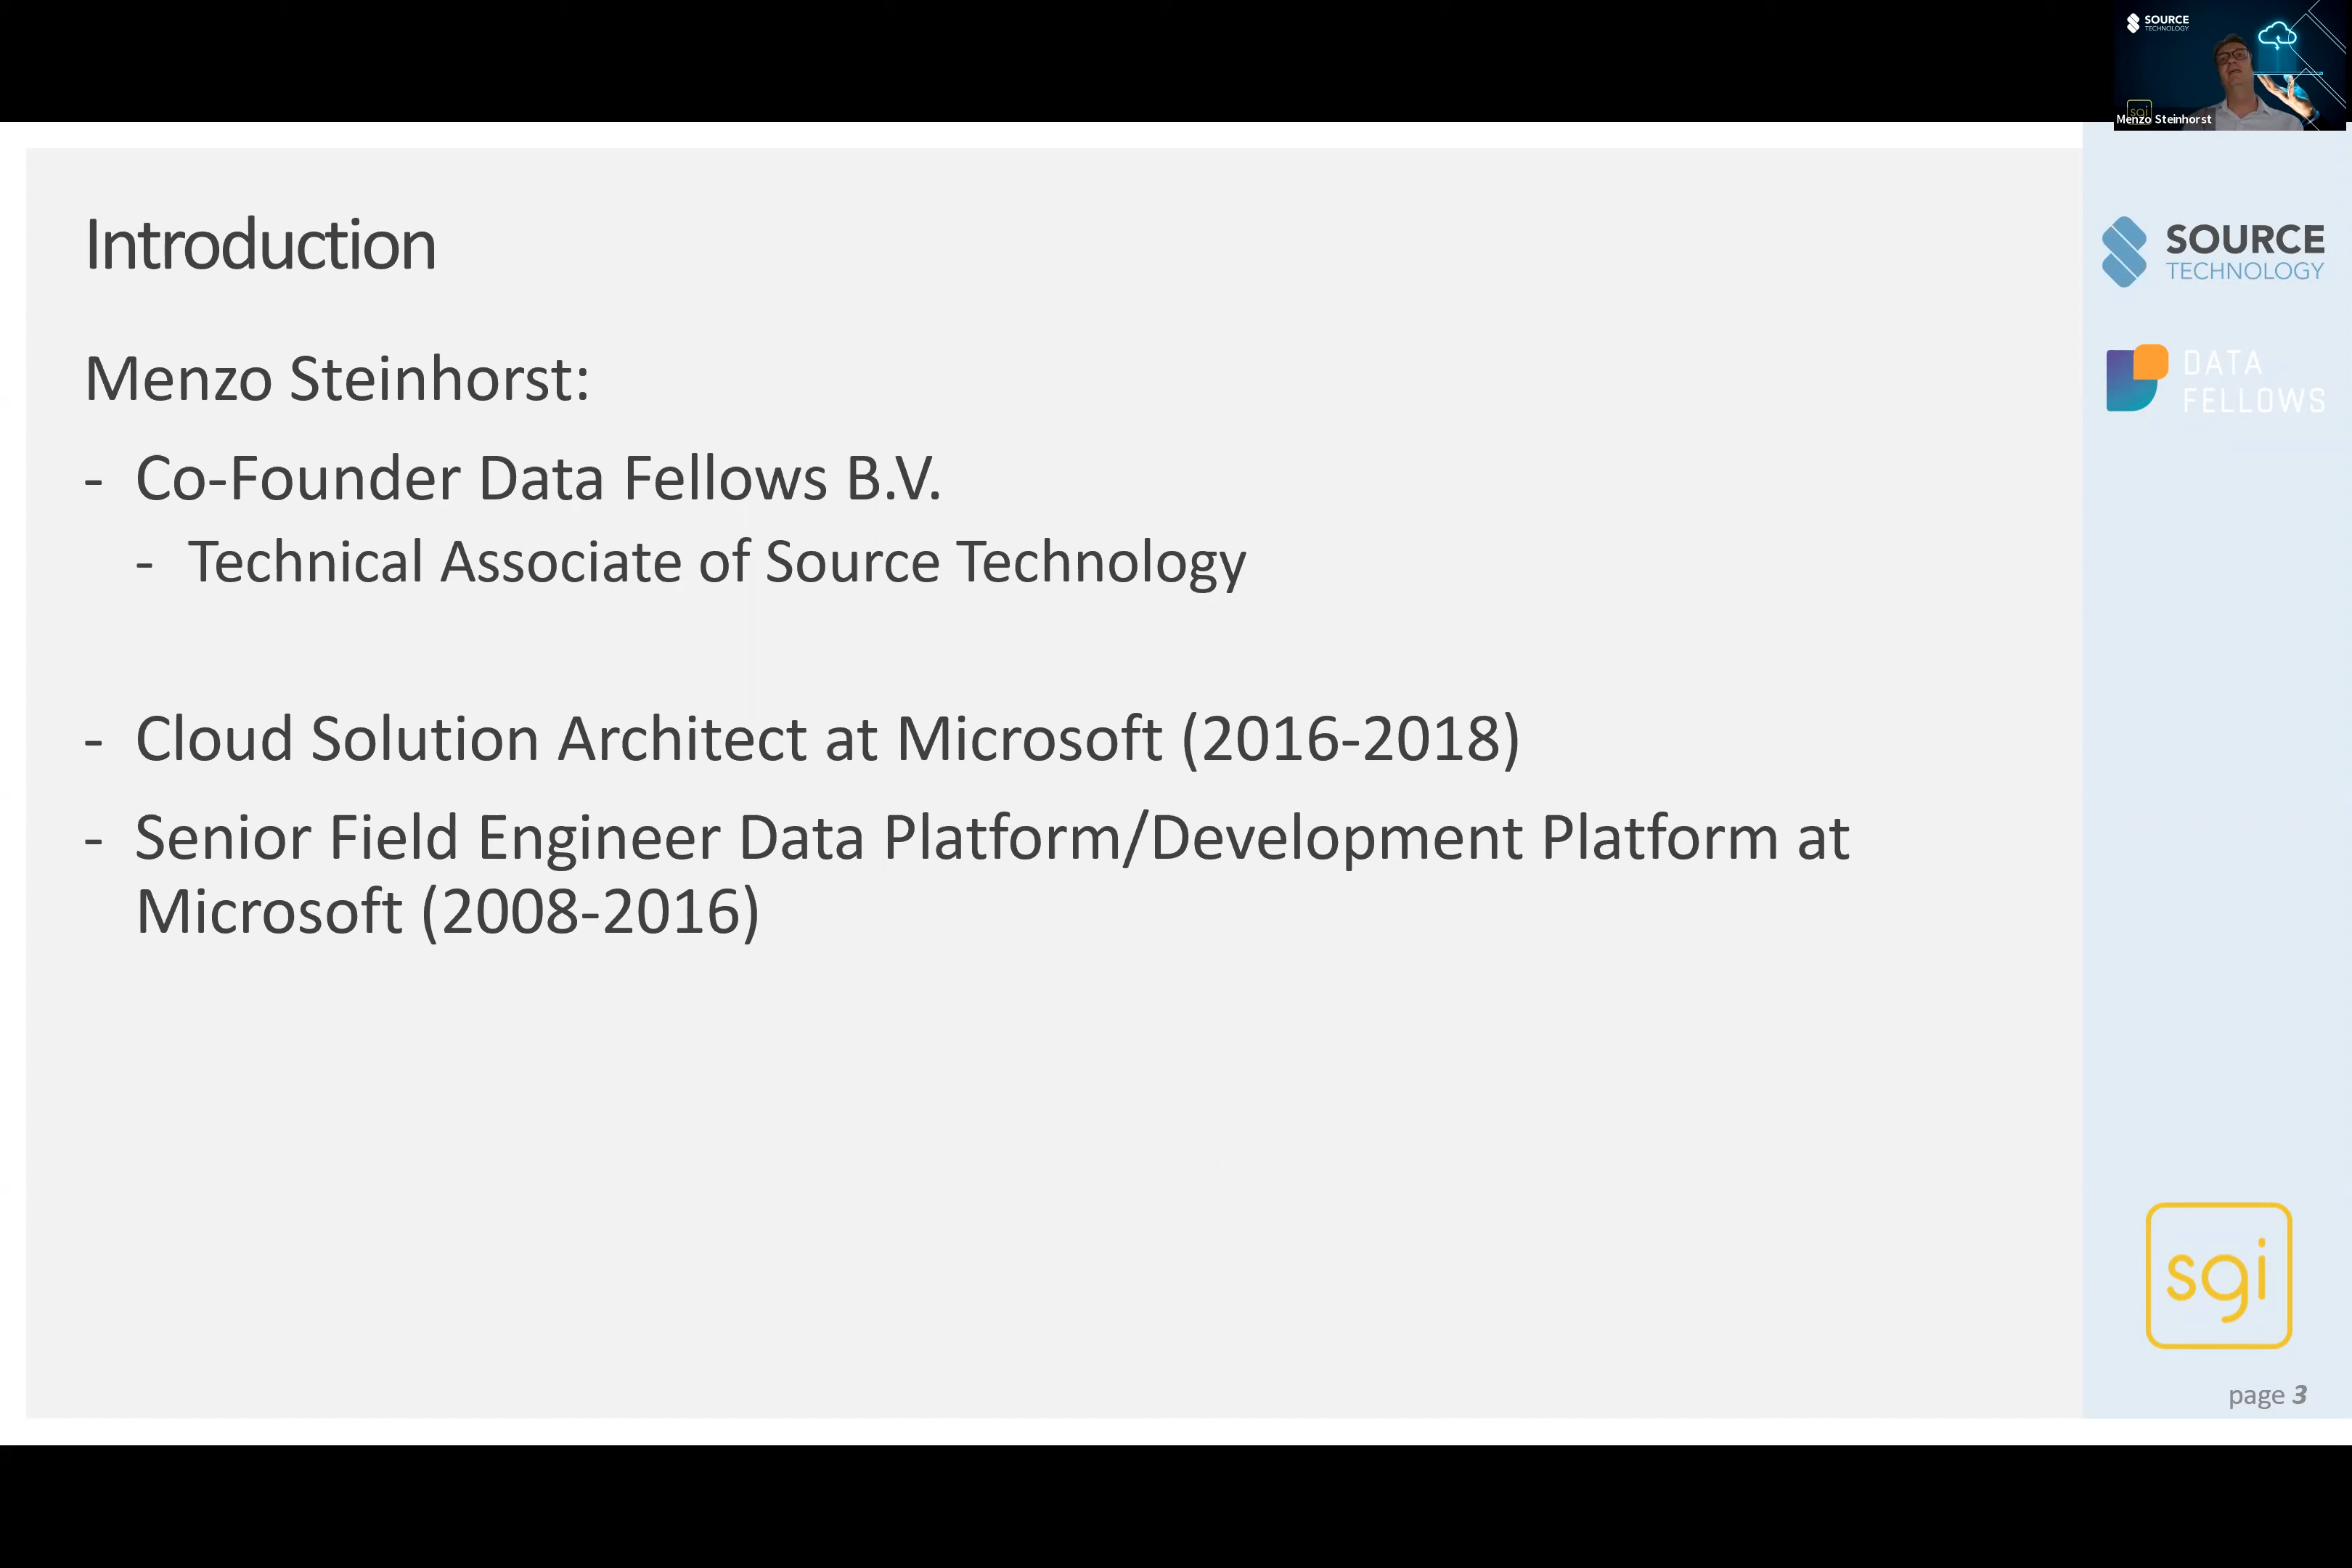 SOURCE
TECHNOLOGY
sgi
Menzo Steinhorst
Introduction
Menzo Steinhorst:
- Co-Founder Data Fellows B.V.
- Technical Associate of Source Technology
- Cloud Solution Architect at Microsoft (2016-2018)
- Senior Field Engineer Data Platform/Development Platform at
Microsoft (2008-2016)
SOURCE
TECHNOLOGY
DATA
FELLOWS
sgi
page 3